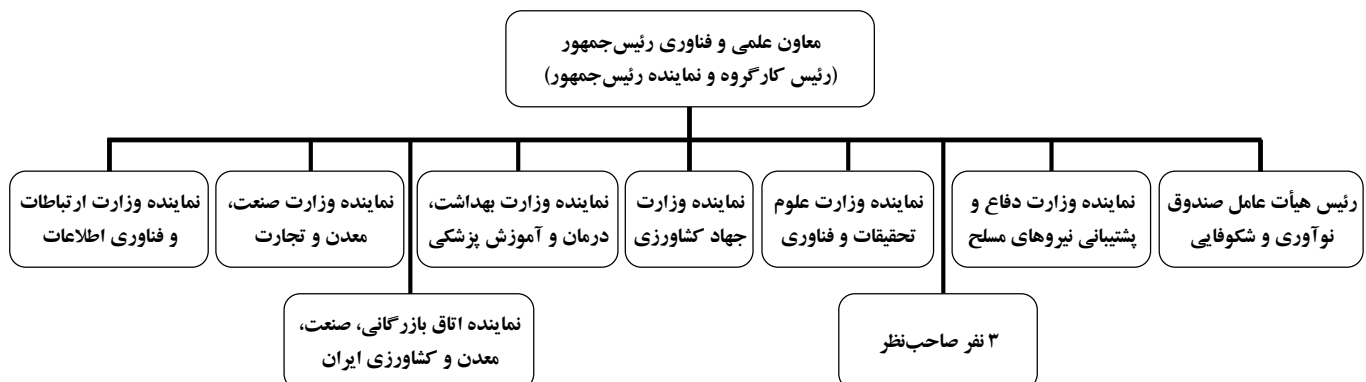 معاون علمی و فناوری رئیس‌جمهور
(رئیس کارگروه و نماینده رئیس‌جمهور)
رئیس هیأت عامل صندوق
نوآوری و شکوفایی
نماینده وزارت دفاع و
پشتیبانی نیروهای مسلح
نماینده وزارت علوم
تحقیقات و فناوری
نماینده وزارت
جهاد کشاورزی
نماینده وزارت بهداشت،
درمان و آموزش پزشکی
نماینده وزارت صنعت،
معدن و تجارت
نماینده وزارت ارتباطات
و فناوری اطلاعات
۳ نفر صاحب‌نظر
نماینده اتاق بازرگانی، صنعت،
معدن و کشاورزی ایران